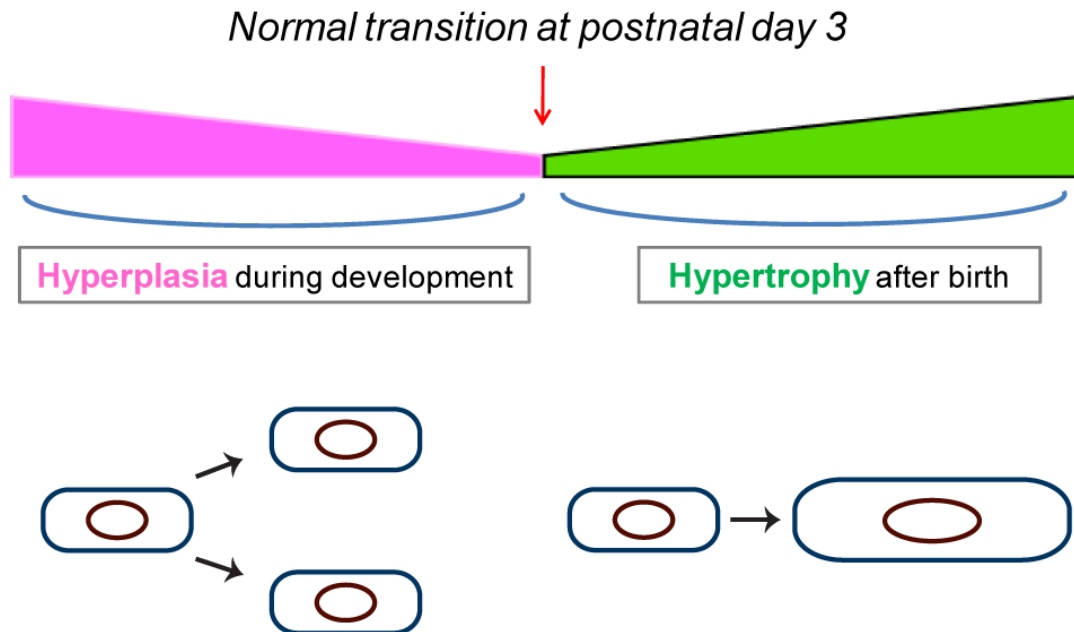 Normal transition at postnatal day 3
Hyperplasia during development
Hypertrophy after birth